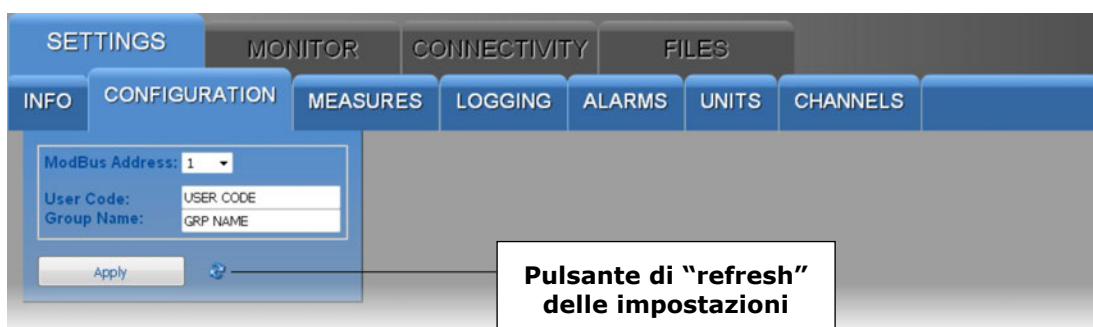 SETTINGS MONITOR CONNECTIVITY FILES
INFO CONFIGURATION MEASURES LOGGING ALARMS UNITS CHANNELS
ModBus Address: 1
User Code: USER CODE
Group Name: GRP NAME
Apply
Pulsante di “refresh”
delle impostazioni